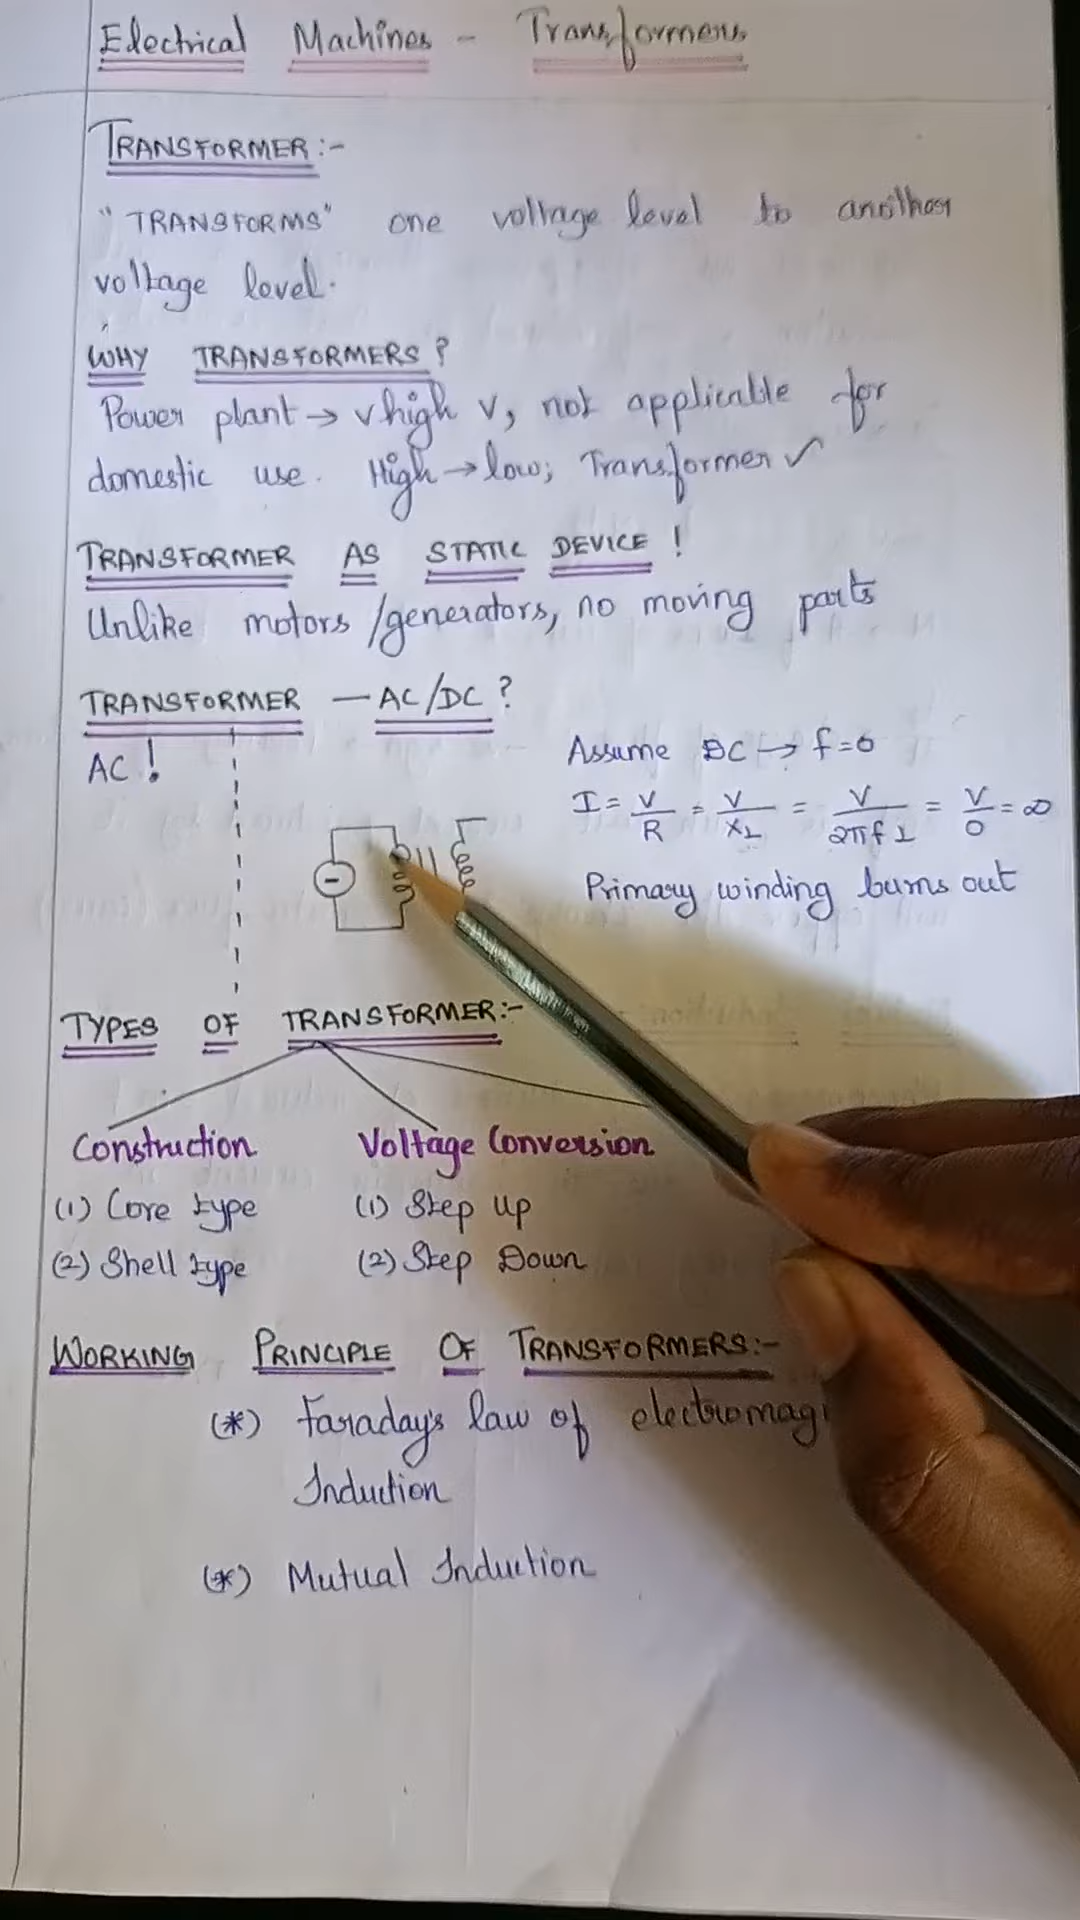 Electrical Machines - Transformers
TRANSFORMER:-
"TRANSFORMS" one voltage level to another
voltage level.
WHY TRANSFORMERS?
Power plant → vhigh V, not applicable for
domestic use. High → low; Transformer ✓
TRANSFORMER AS STATIC DEVICE!
Unlike motors/generators, no moving parts
TRANSFORMER — AC/DC?
AC!
Assume DC → f=0
I = V/R = V/XL = V/2πfL = V/0 = ∞
Primary winding burns out
TYPES OF TRANSFORMER:-
Construction
(1) Core type
(2) Shell type
Voltage Conversion
(1) Step up
(2) Step Down
WORKING PRINCIPLE OF TRANSFORMERS:-
(*) Faraday's law of electromag
Induction
(*) Mutual Induction